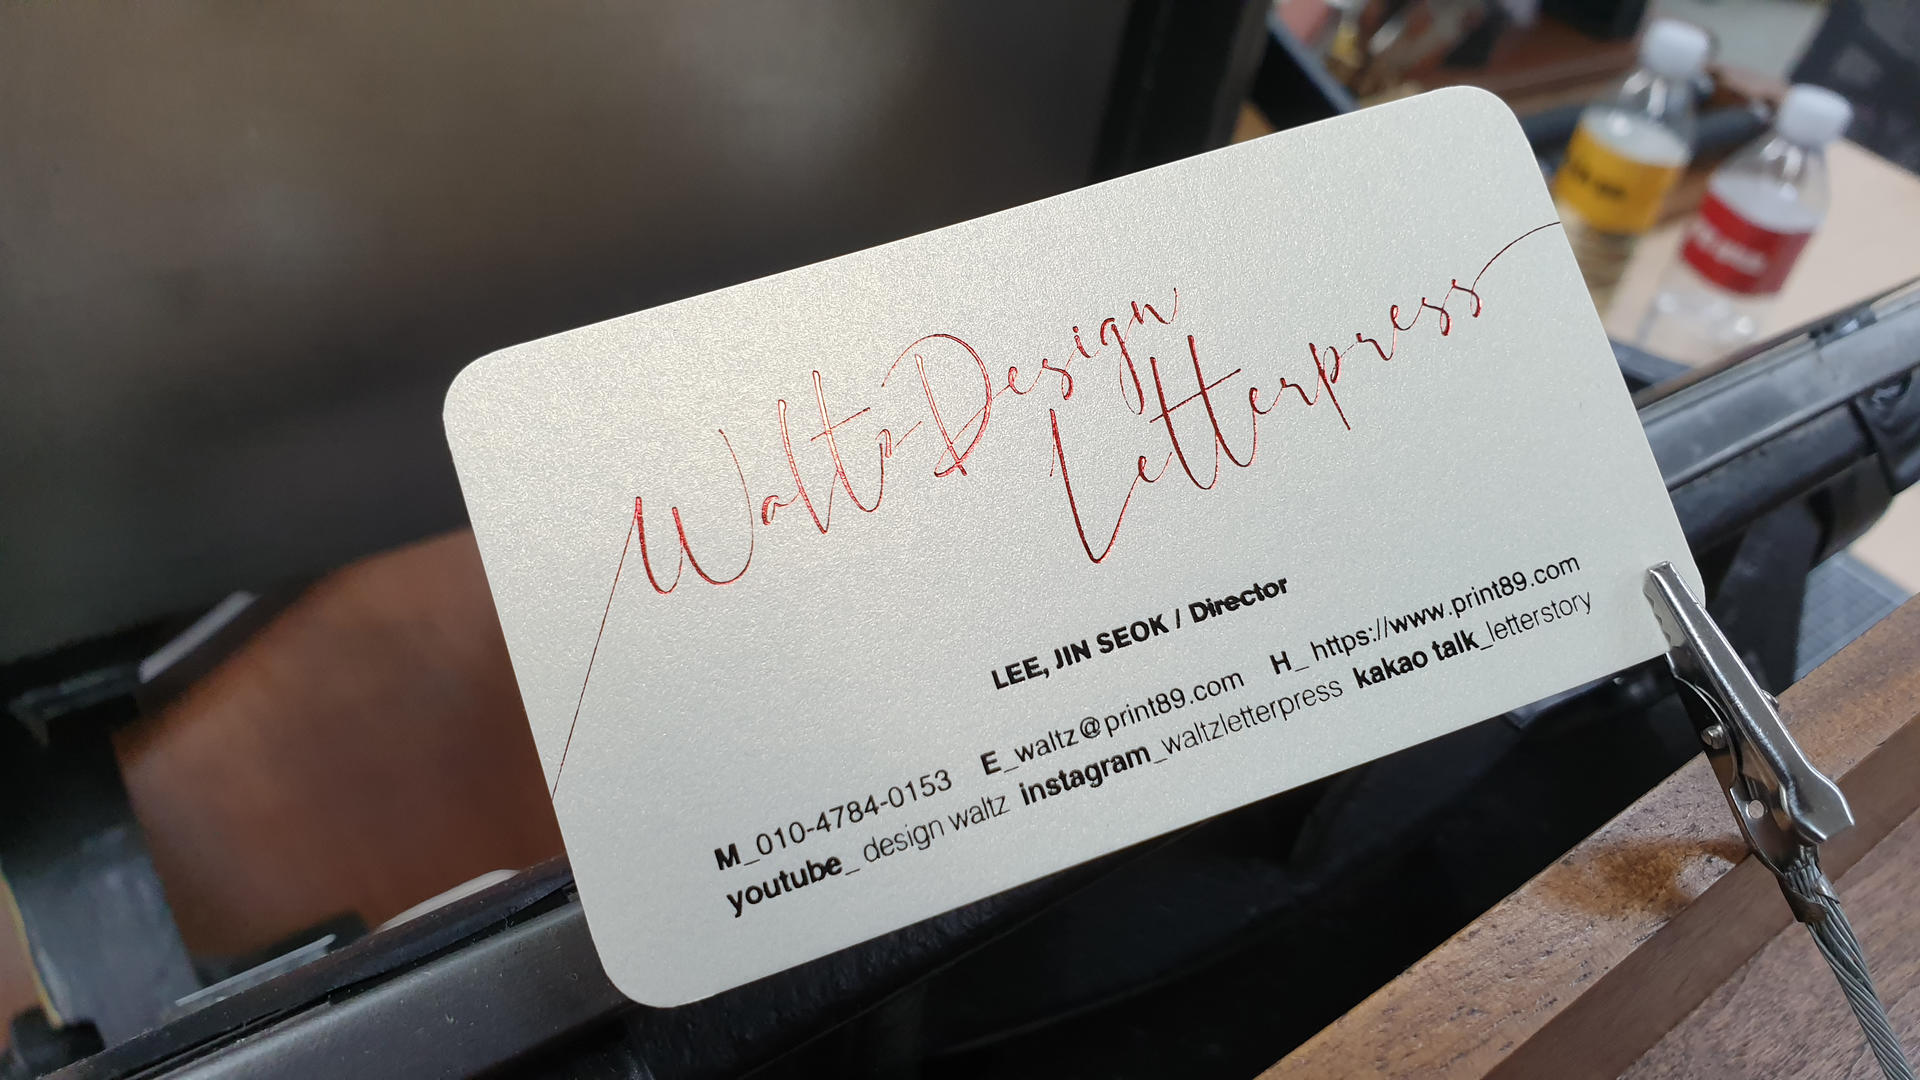 Waltz Design
Letterpress
LEE, JIN SEOK / Director
M_010-4784-0153 E_waltz@print89.com H_https://www.print89.com
youtube_design waltz instagram_waltzletterpress kakao talk_letterstory